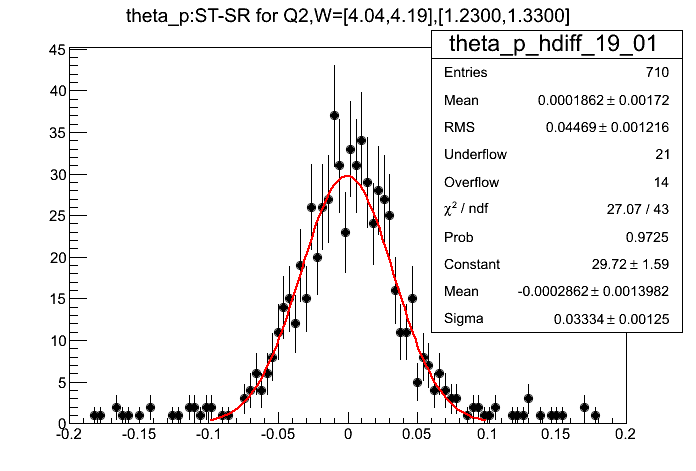 theta_p:ST-SR for Q2,W=[4.04,4.19],[1.2300,1.3300]
theta_p_hdiff_19_01
Entries 710
Mean 0.0001862 ± 0.00172
RMS 0.04469 ± 0.001216
Underflow 21
Overflow 14
χ² / ndf 27.07 / 43
Prob 0.9725
Constant 29.72 ± 1.59
Mean -0.0002862 ± 0.0013982
Sigma 0.03334 ± 0.00125
45
40
35
30
25
20
15
10
5
0
-0.2 -0.15 -0.1 -0.05 0 0.05 0.1 0.15 0.2